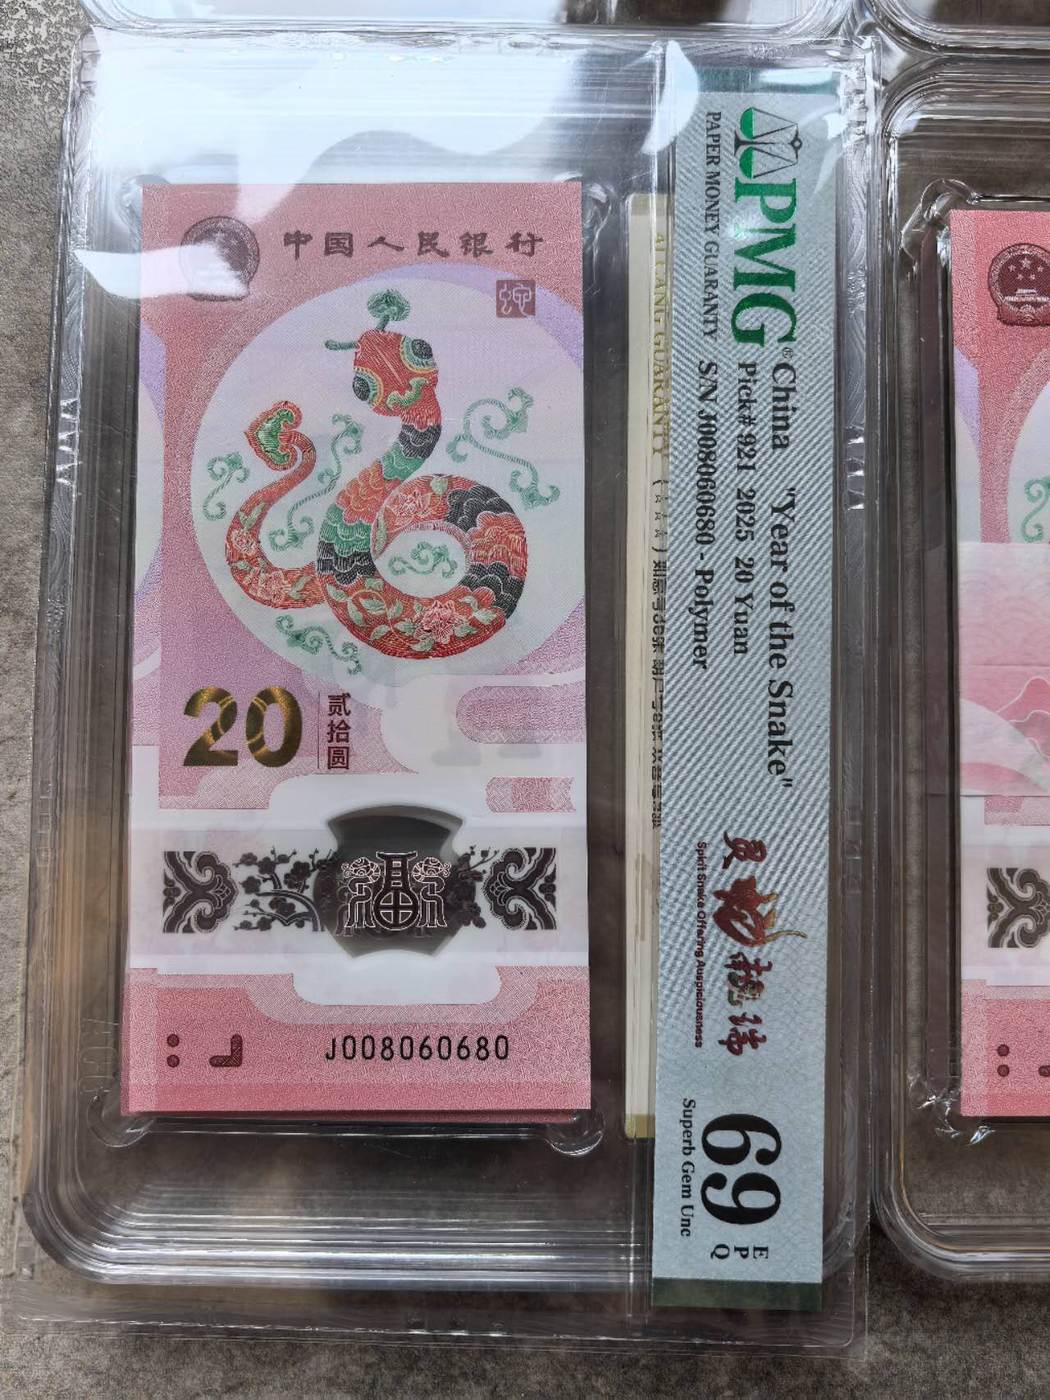 中国人民银行
20
贰拾圆
福
J008060680
PMG
PAPER MONEY GUARANTY
China "Year of the Snake"
Pick# 921 2025 20 Yuan
S/N J008060680 - Polymer
灵蛇献瑞
Spirit Snake Offering Auspiciousness
69
EPQ
Superb Gem Unc